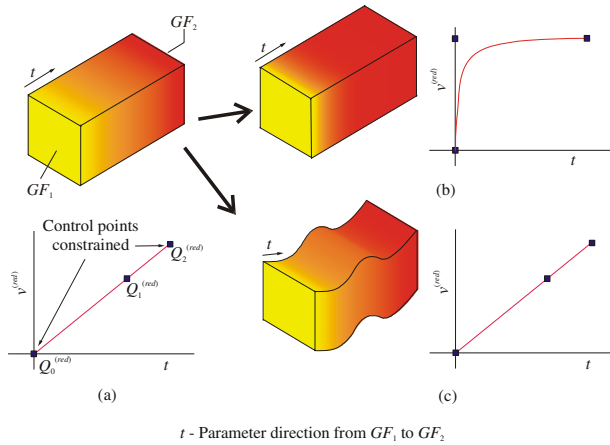 GF₂
t
GF₁
v⁽ʳᵉᵈ⁾
t
(b)
Control points
constrained
Q₂⁽ʳᵉᵈ⁾
Q₁⁽ʳᵉᵈ⁾
Q₀⁽ʳᵉᵈ⁾
v⁽ʳᵉᵈ⁾
t
(a)
t
t
v⁽ʳᵉᵈ⁾
t
(c)
t - Parameter direction from GF₁ to GF₂